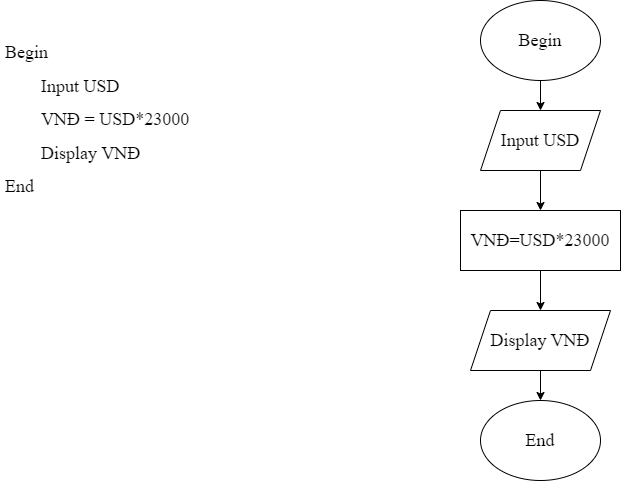 Begin
Input USD
VNĐ = USD*23000
Display VNĐ
End
Begin
Input USD
VNĐ=USD*23000
Display VNĐ
End